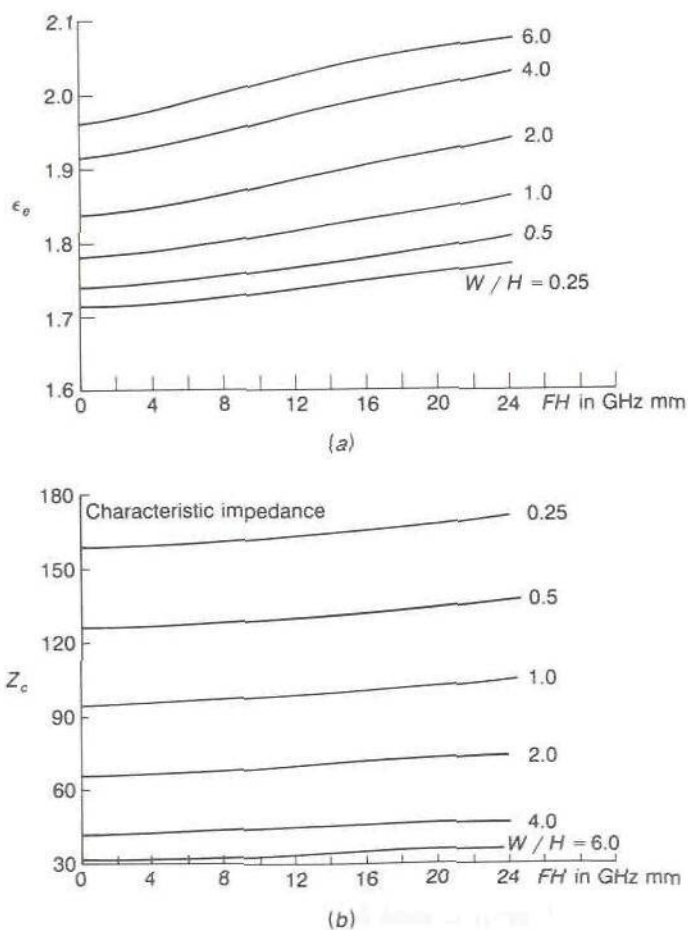 2.1
6.0
4.0
2.0
2.0
1.9
1.0
ϵe
1.8
0.5
W / H = 0.25
1.7
1.6
0 4 8 12 16 20 24 FH in GHz mm
(a)
180
Characteristic impedance
0.25
150
0.5
120
Zc
1.0
90
2.0
60
4.0
W / H = 6.0
30
0 4 8 12 16 20 24 FH in GHz mm
(b)